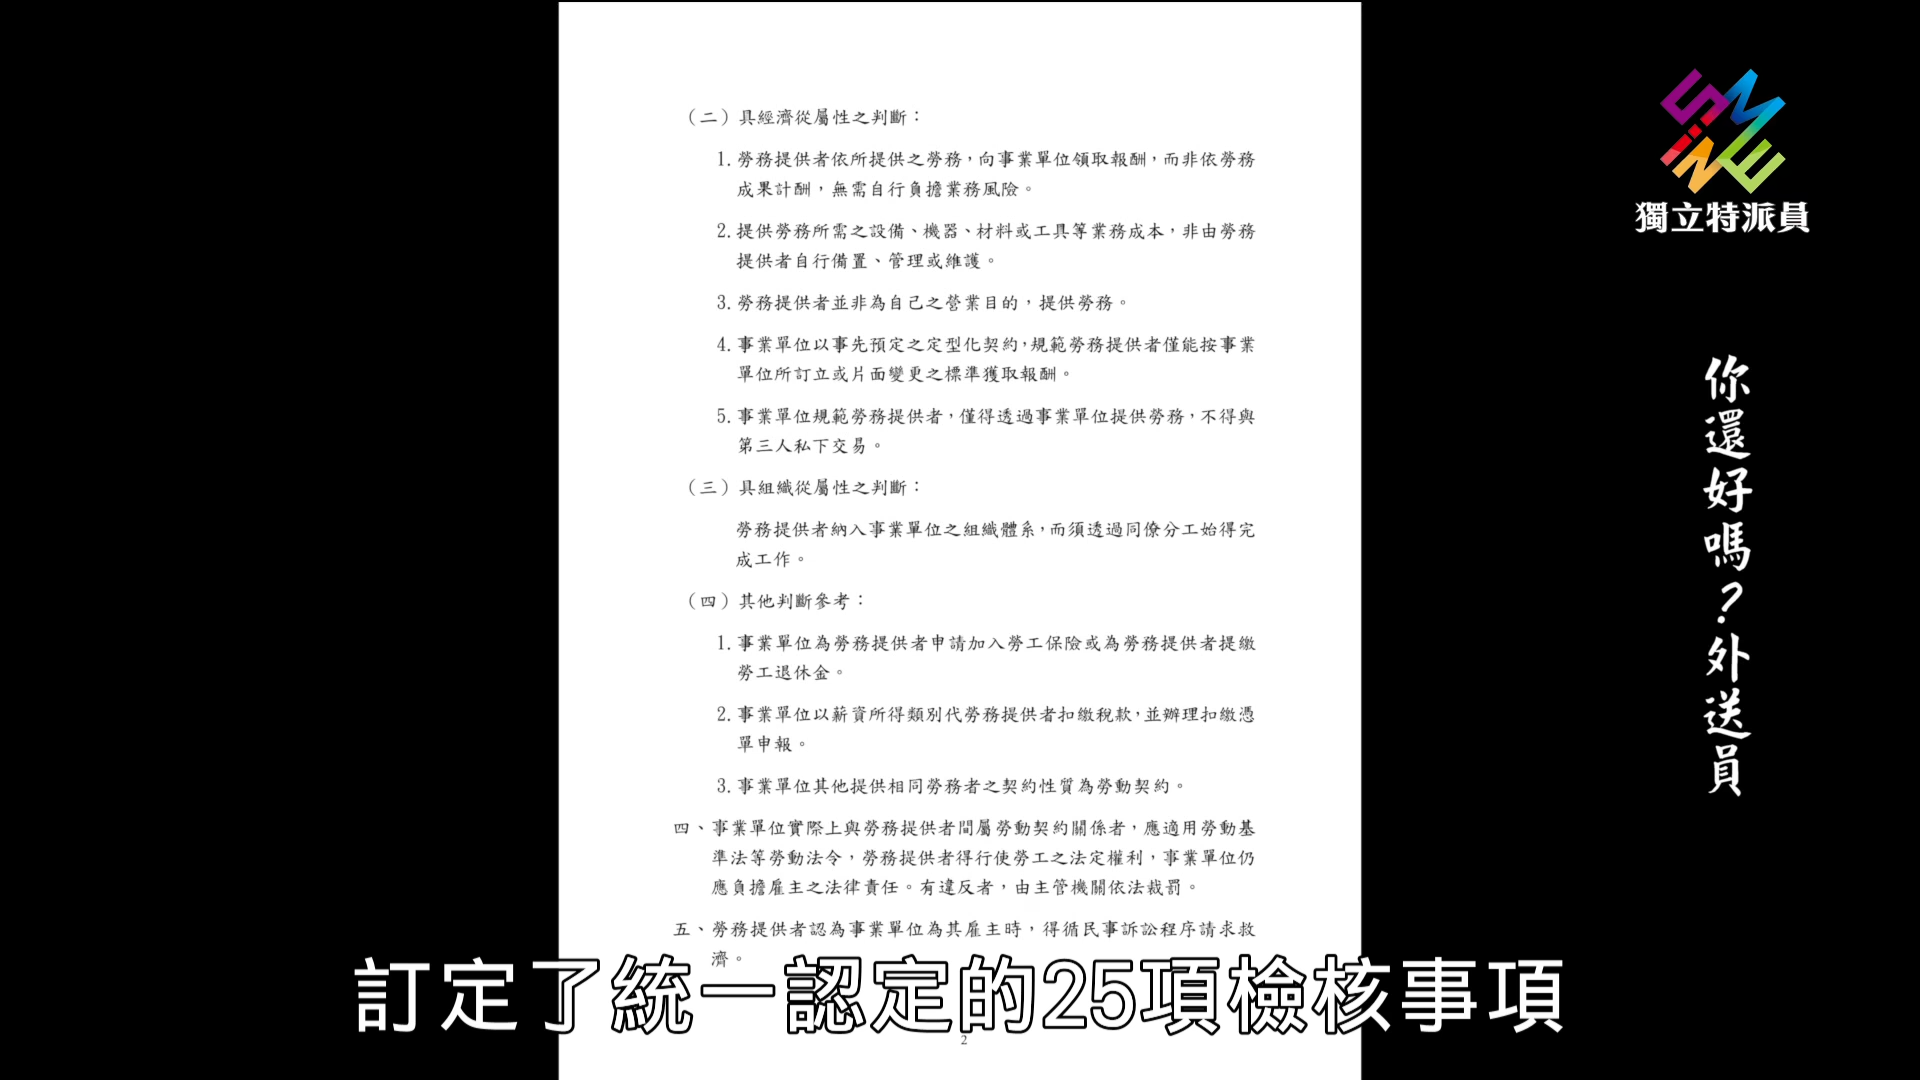 （二）具經濟從屬性之判斷：
1.勞務提供者依所提供之勞務，向事業單位領取報酬，而非依勞務
成果計酬，無需自行負擔業務風險。
2.提供勞務所需之設備、機器、材料或工具等業務成本，非由勞務
提供者自行備置、管理或維護。
3.勞務提供者並非為自己之營業目的，提供勞務。
4.事業單位以事先預定之定型化契約，規範勞務提供者僅能按事業
單位所訂立或片面變更之標準獲取報酬。
5.事業單位規範勞務提供者，僅得透過事業單位提供勞務，不得與
第三人私下交易。
（三）具組織從屬性之判斷：
勞務提供者納入事業單位之組織體系，而須透過同僚分工始得完
成工作。
（四）其他判斷參考：
1.事業單位為勞務提供者申請加入勞工保險或為勞務提供者提繳
勞工退休金。
2.事業單位以薪資所得類別代勞務提供者扣繳稅款，並辦理扣繳憑
單申報。
3.事業單位其他提供相同勞務者之契約性質為勞動契約。
四、事業單位實際上與勞務提供者間屬勞動契約關係者，應適用勞動基
準法等勞動法令，勞務提供者得行使勞工之法定權利，事業單位仍
應負擔雇主之法律責任。有違反者，由主管機關依法裁罰。
五、勞務提供者認為事業單位為其雇主時，得循民事訴訟程序請求救
濟。
2
訂定了統一認定的25項檢核事項
獨立特派員
你還好嗎？外送員